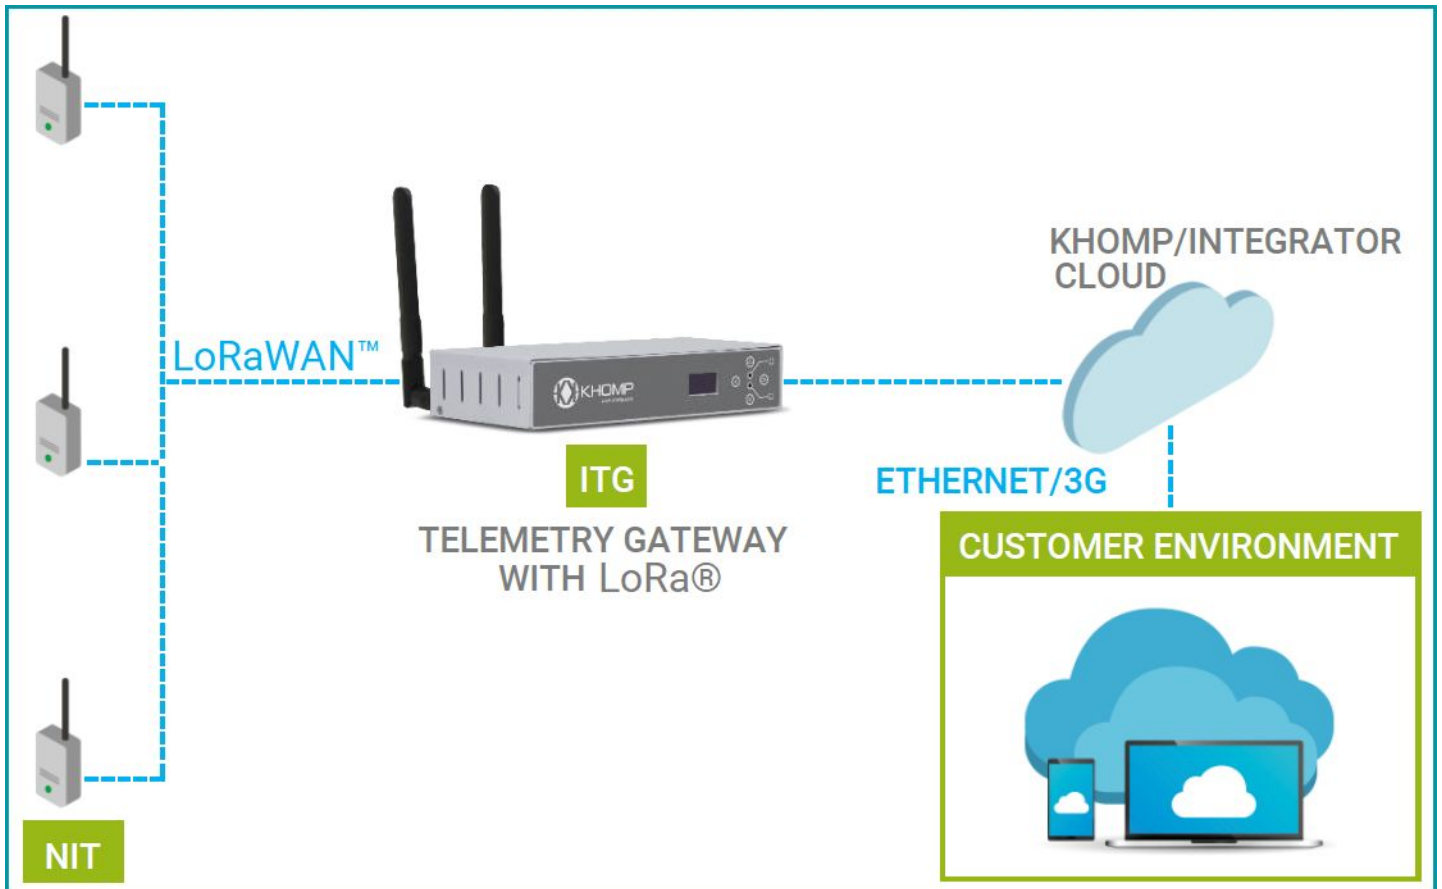 KHOMP/INTEGRATOR
CLOUD
LoRaWAN™
KHOMP
ITG
ETHERNET/3G
TELEMETRY GATEWAY
WITH LoRa®
CUSTOMER ENVIRONMENT
NIT